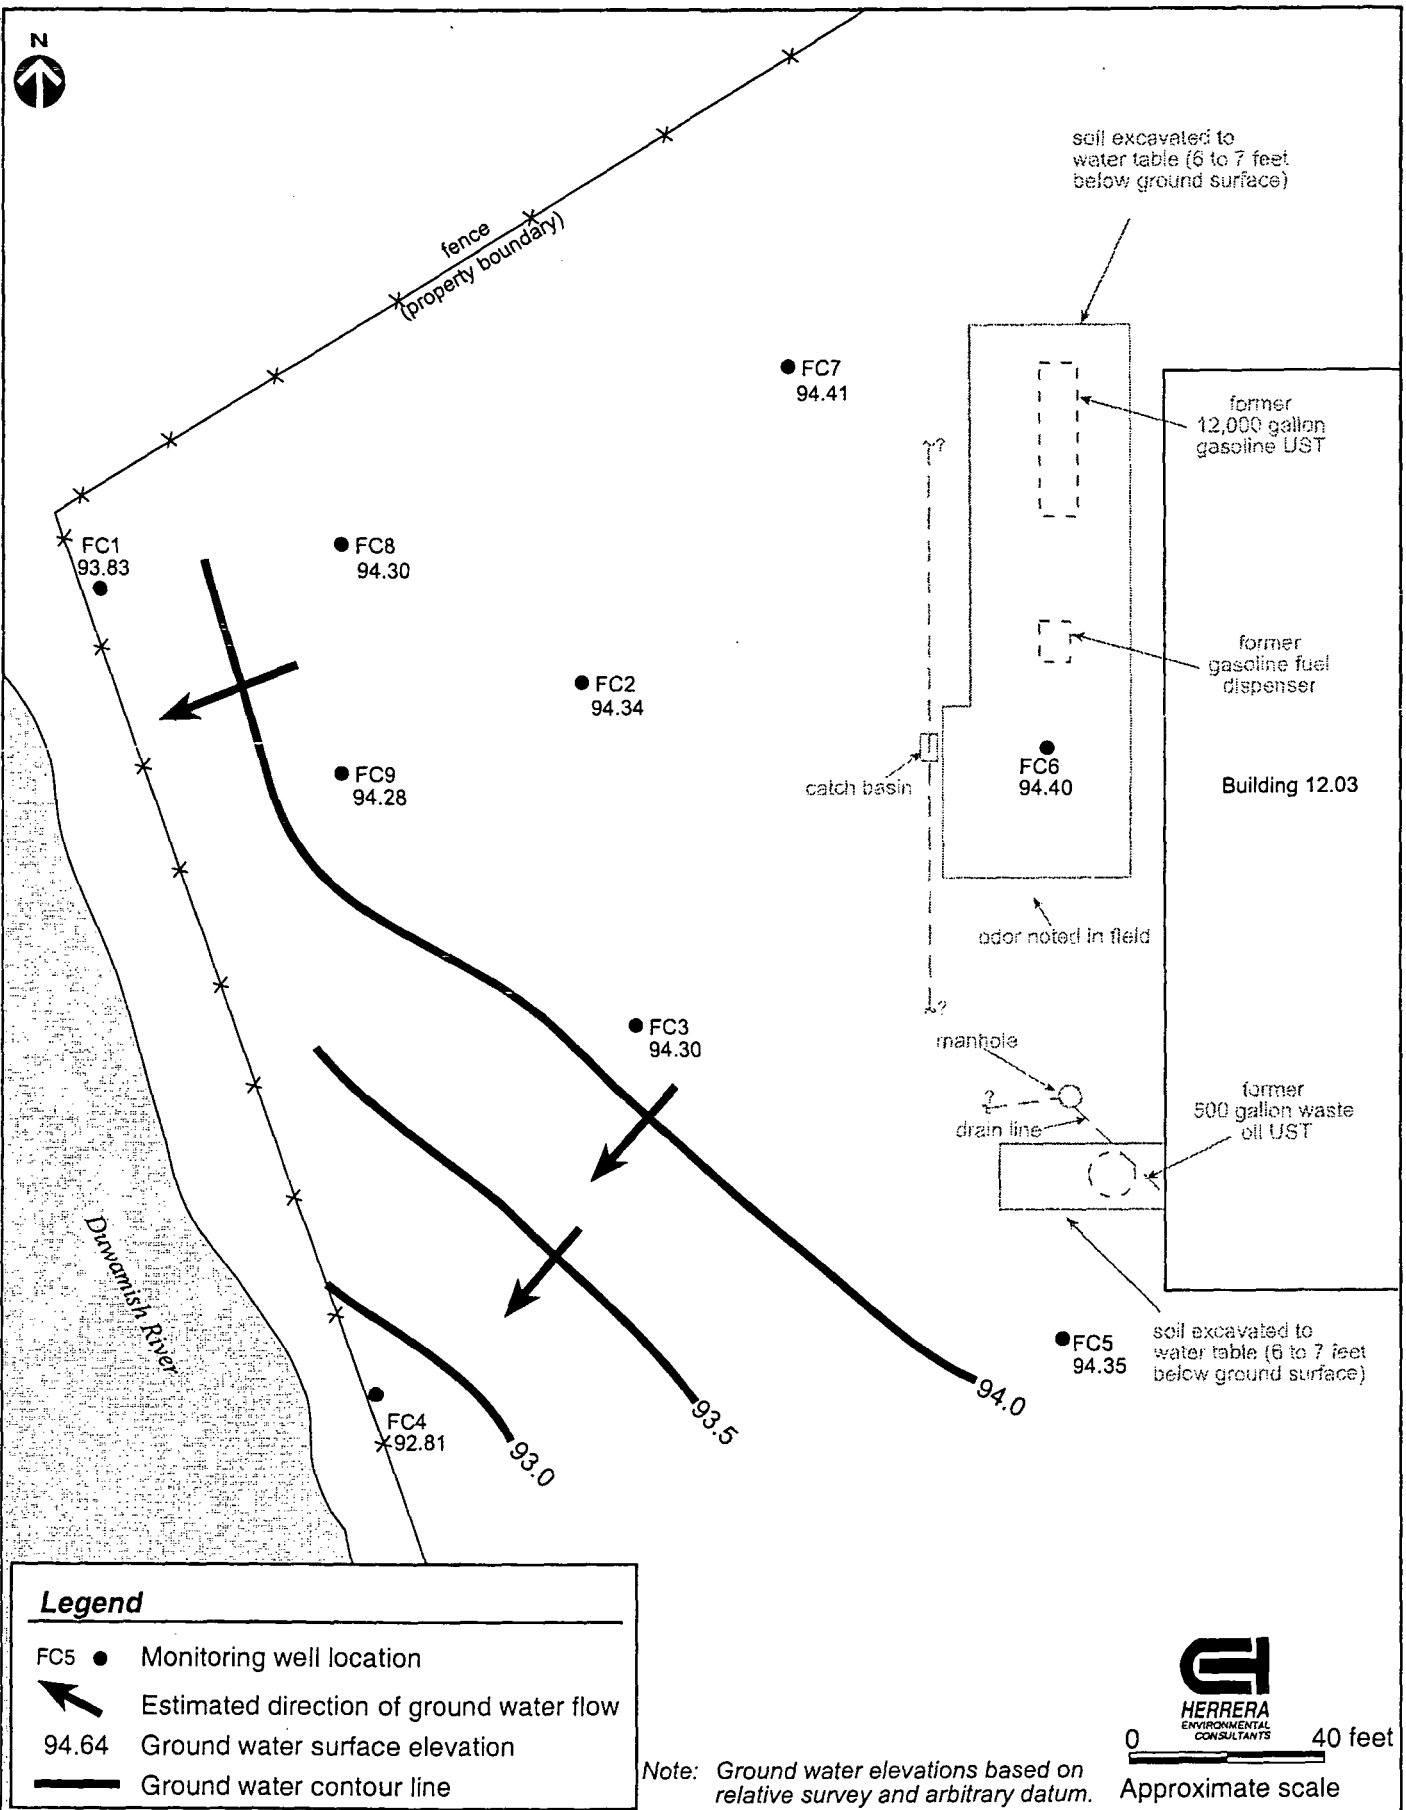 N
soil excavated to
water table (6 to 7 feet
below ground surface)
fence
(property boundary)
FC7
94.41
former
12,000 gallon
gasoline UST
?
FC1
93.83
FC8
94.30
former
gasoline fuel
dispenser
FC2
94.34
FC9
94.28
catch basin
FC6
94.40
Building 12.03
odor noted in field
?
FC3
94.30
manhole
?
drain line
former
500 gallon waste
oil UST
Duwamish River
FC5
94.35
soil excavated to
water table (6 to 7 feet
below ground surface)
94.0
93.5
93.0
FC4
92.81
Legend
FC5 Monitoring well location
Estimated direction of ground water flow
94.64 Ground water surface elevation
Ground water contour line
Note: Ground water elevations based on
relative survey and arbitrary datum.
HERRERA
ENVIRONMENTAL
CONSULTANTS
0 40 feet
Approximate scale